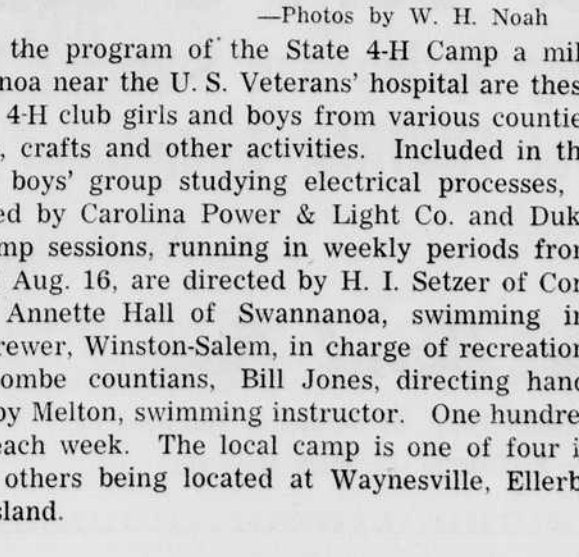 —Photos by W. H. Noah
the program of the State 4-H Camp a mil
noa near the U. S. Veterans' hospital are thes
4-H club girls and boys from various countie
, crafts and other activities. Included in th
boys' group studying electrical processes,
ed by Carolina Power & Light Co. and Duk
mp sessions, running in weekly periods from
Aug. 16, are directed by H. I. Setzer of Con
Annette Hall of Swannanoa, swimming in
rewer, Winston-Salem, in charge of recreation
ombe countians, Bill Jones, directing hand
by Melton, swimming instructor. One hundre
each week. The local camp is one of four i
others being located at Waynesville, Ellerb
sland.